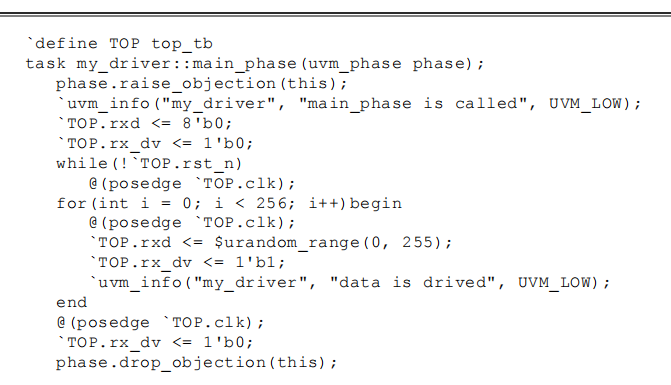 `define TOP top_tb
task my_driver::main_phase(uvm_phase phase);
   phase.raise_objection(this);
   `uvm_info("my_driver", "main_phase is called", UVM_LOW);
   `TOP.rxd <= 8'b0;
   `TOP.rx_dv <= 1'b0;
   while(!`TOP.rst_n)
      @(posedge `TOP.clk);
   for(int i = 0; i < 256; i++)begin
      @(posedge `TOP.clk);
      `TOP.rxd <= $urandom_range(0, 255);
      `TOP.rx_dv <= 1'b1;
      `uvm_info("my_driver", "data is drived", UVM_LOW);
   end
   @(posedge `TOP.clk);
   `TOP.rx_dv <= 1'b0;
   phase.drop_objection(this);